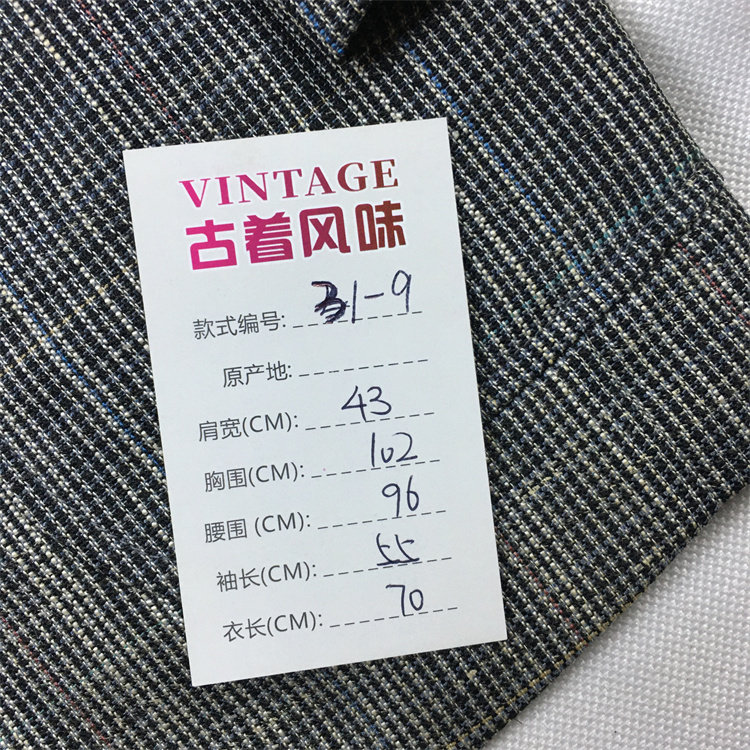 VINTAGE
古着风味
款式编号: 31-9
原产地:
肩宽(CM): 43
胸围(CM): 102
腰围 (CM): 96
袖长(CM): 55
衣长(CM): 70